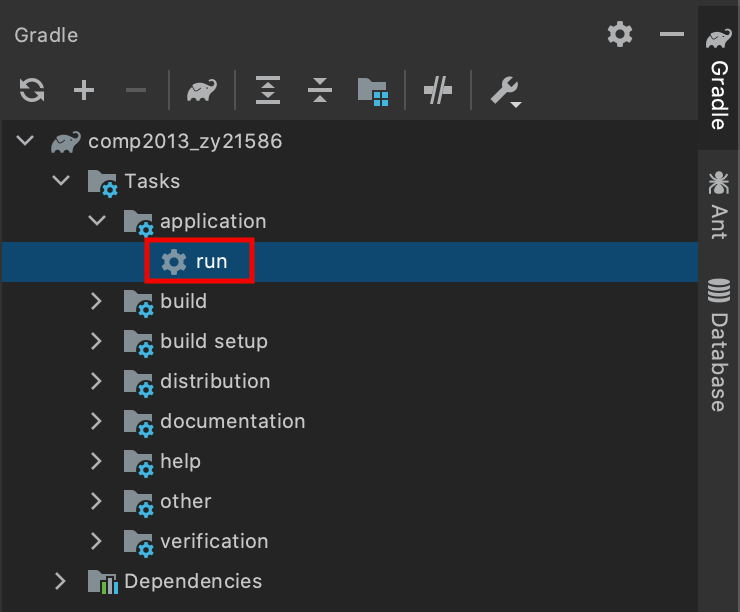 Gradle
comp2013_zy21586
Tasks
application
run
build
build setup
distribution
documentation
help
other
verification
Dependencies
Gradle
Ant
Database